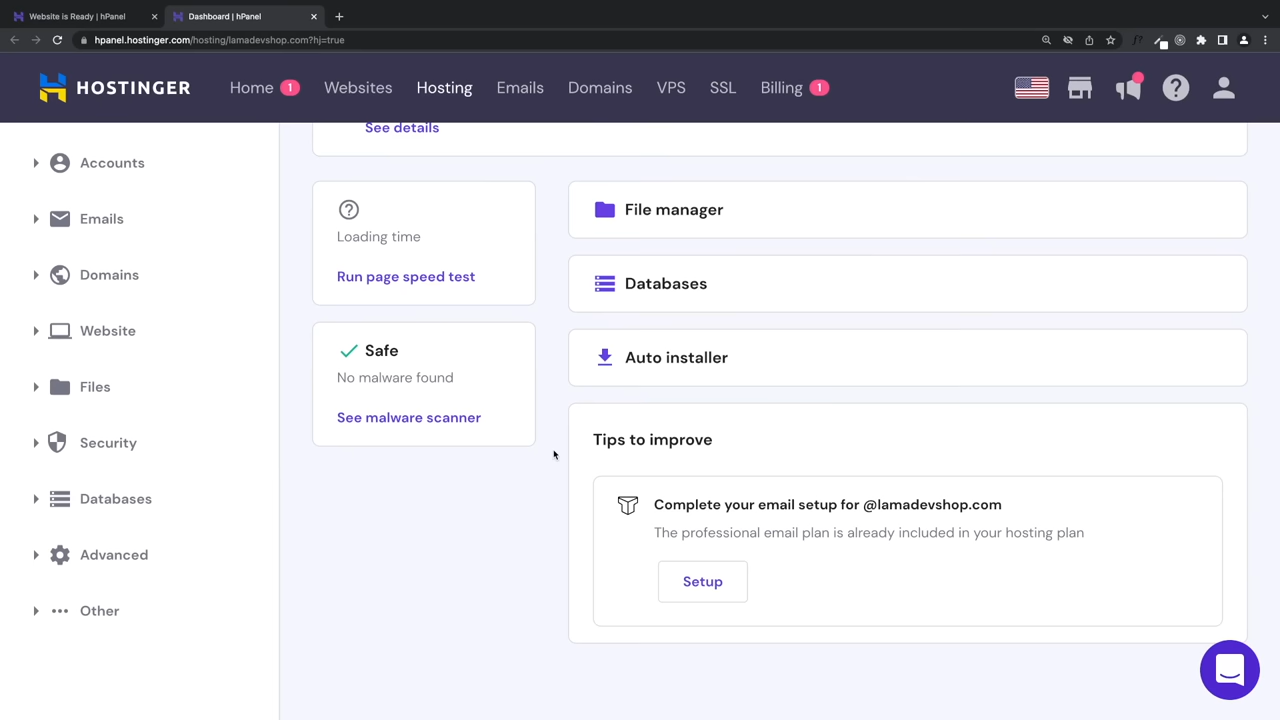 Website is Ready | hPanel
Dashboard | hPanel
hpanel.hostinger.com/hosting/lamadevshop.com?hj=true
HOSTINGER
Home 1
Websites
Hosting
Emails
Domains
VPS
SSL
Billing 1
Accounts
Emails
Domains
Website
Files
Security
Databases
Advanced
Other
See details
Loading time
Run page speed test
Safe
No malware found
See malware scanner
File manager
Databases
Auto installer
Tips to improve
Complete your email setup for @lamadevshop.com
The professional email plan is already included in your hosting plan
Setup